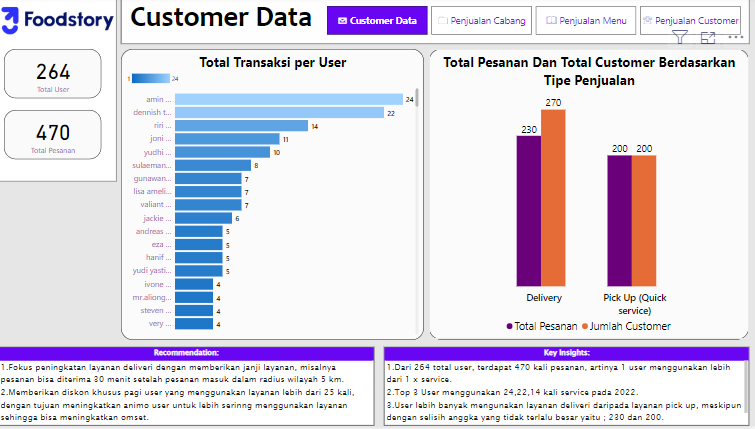 Foodstory
Customer Data
Customer Data
Penjualan Cabang
Penjualan Menu
Penjualan Customer
264
Total User
470
Total Pesanan
Total Transaksi per User
1 24
amin ... 24
dennish t... 22
riri ... 14
joni ... 11
yudhi ... 10
sulaeman... 8
gunawan... 7
lisa ameli... 7
valiant ... 7
jackie ... 6
andreas ... 5
eza ... 5
hanif ... 5
yudi yasti... 5
ivone ... 4
mr.aliong... 4
steven ... 4
very ... 4
Total Pesanan Dan Total Customer Berdasarkan
Tipe Penjualan
230 270
200 200
Delivery
Pick Up (Quick
service)
Total Pesanan Jumlah Customer
Recommendation:
1.Fokus peningkatan layanan deliveri dengan memberikan janji layanan, misalnya
pesanan bisa diterima 30 menit setelah pesanan masuk dalam radius wilayah 5 km.
2.Memberikan diskon khusus pagi user yang menggunakan layanan lebih dari 25 kali,
dengan tujuan meningkatkan animo user untuk lebih serinng menggunakan layanan
sehingga bisa meningkatkan omset.
Key Insights:
1.Dari 264 total user, terdapat 470 kali pesanan, artinya 1 user menggunakan lebih
dari 1 x service.
2.Top 3 User menggunakan 24,22,14 kali service pada 2022.
3.User lebih banyak mengunakan layanan deliveri daripada layanan pick up, meskipun
dengan selisih anggka yang tidak terlalu besar yaitu ; 230 dan 200.